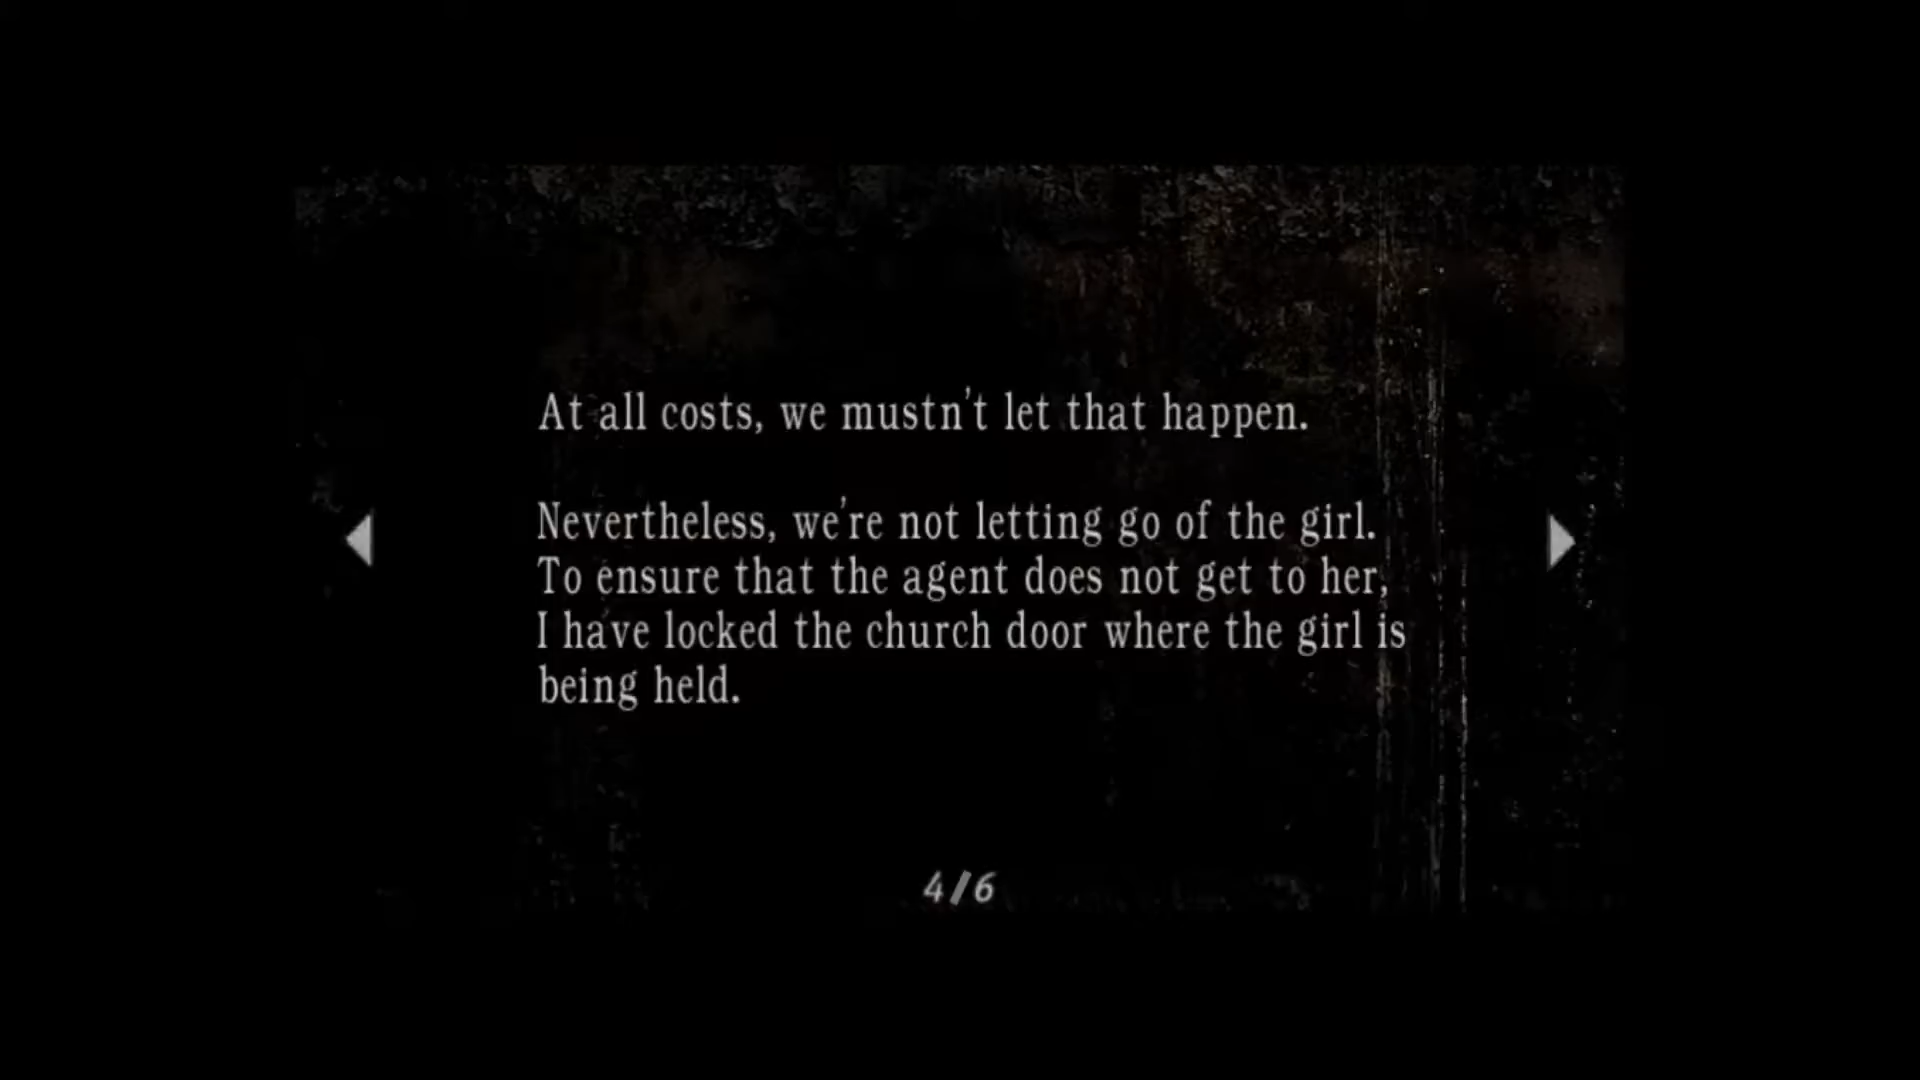 At all costs, we mustn't let that happen.
Nevertheless, we're not letting go of the girl.
To ensure that the agent does not get to her,
I have locked the church door where the girl is
being held.
4/6